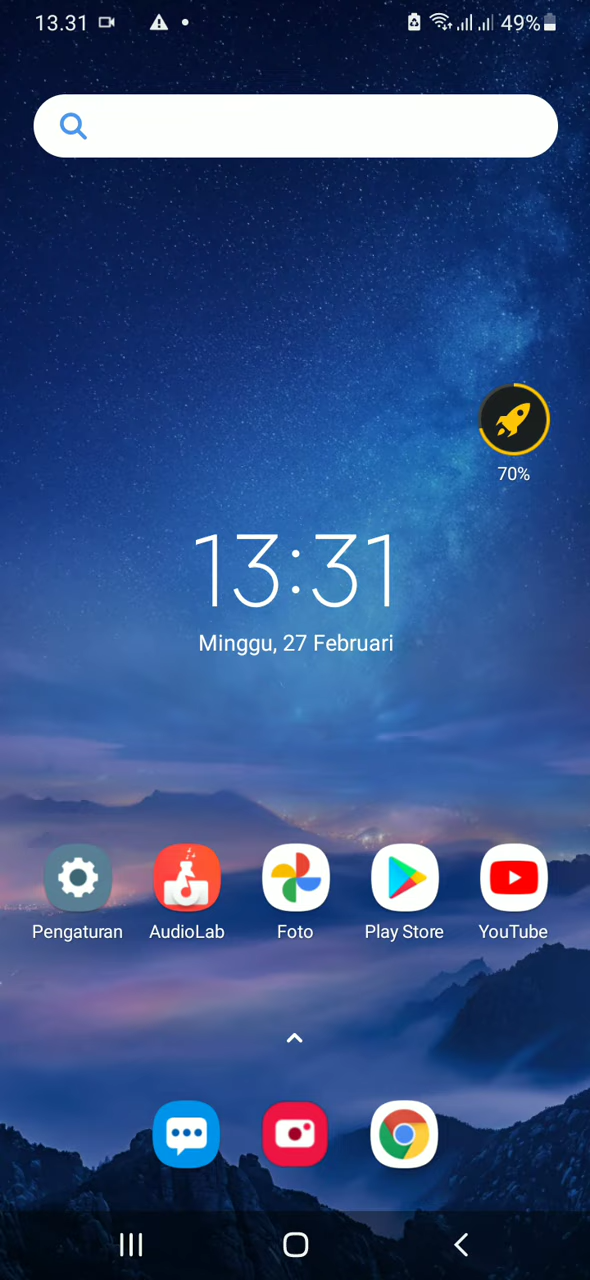 13.31
49%
70%
13:31
Minggu, 27 Februari
Pengaturan
AudioLab
Foto
Play Store
YouTube